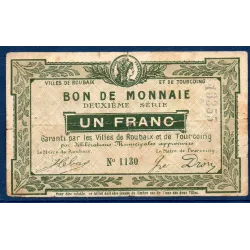 VILLES DE ROUBAIX ET DE TOURCOING
BON DE MONNAIE
DEUXIÈME SÉRIE
UN FRANC
Garanti par les Villes de Roubaix et de Tourcoing
par Délibérations Municipales approuvées
Le Maire de Roubaix Le Maire de Tourcoing
Nº 1130